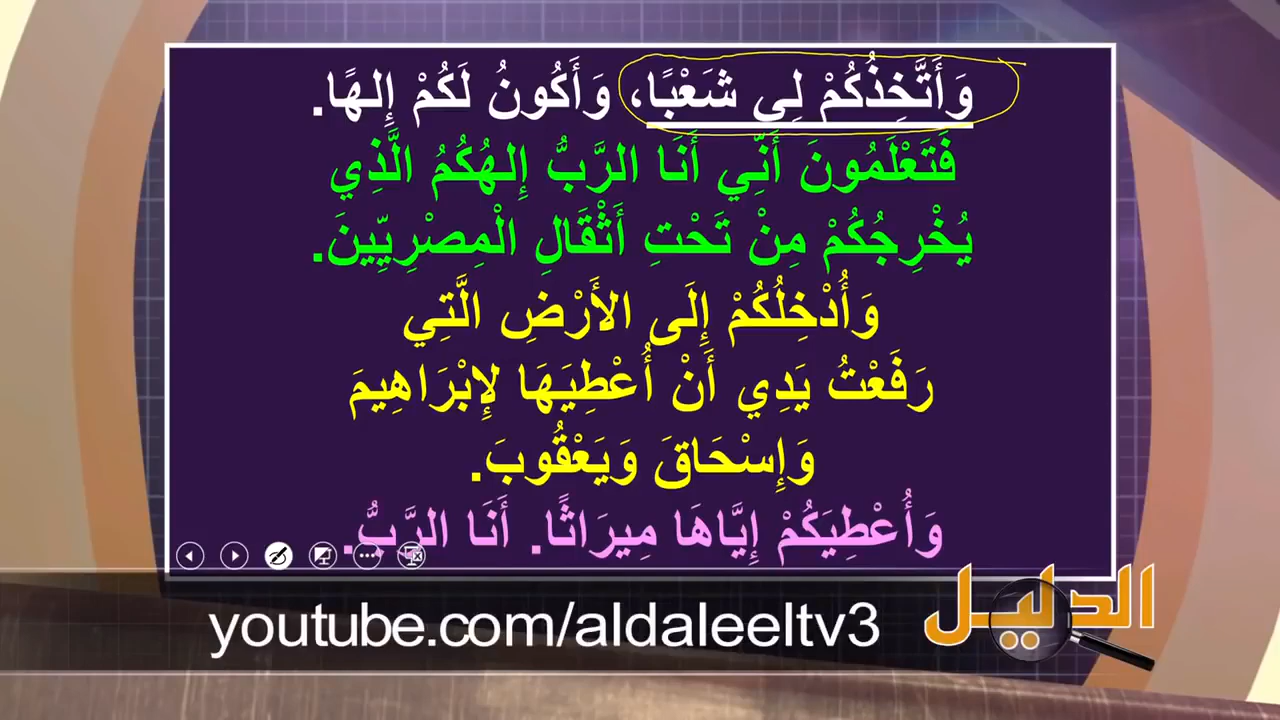 وَأَتَّخِذُكُمْ لِي شَعْبًا، وَأَكُونُ لَكُمْ إِلهًا.
فَتَعْلَمُونَ أَنِّي أَنَا الرَّبُّ إِلهُكُمُ الَّذِي
يُخْرِجُكُمْ مِنْ تَحْتِ أَثْقَالِ الْمِصْرِيِّينَ.
وَأُدْخِلُكُمْ إِلَى الأَرْضِ الَّتِي
رَفَعْتُ يَدِي أَنْ أُعْطِيَهَا لإِبْرَاهِيمَ
وَإِسْحَاقَ وَيَعْقُوبَ.
وَأُعْطِيَكُمْ إِيَّاهَا مِيرَاثًا. أَنَا الرَّبُّ.
youtube.com/aldaleeltv3
الدليل